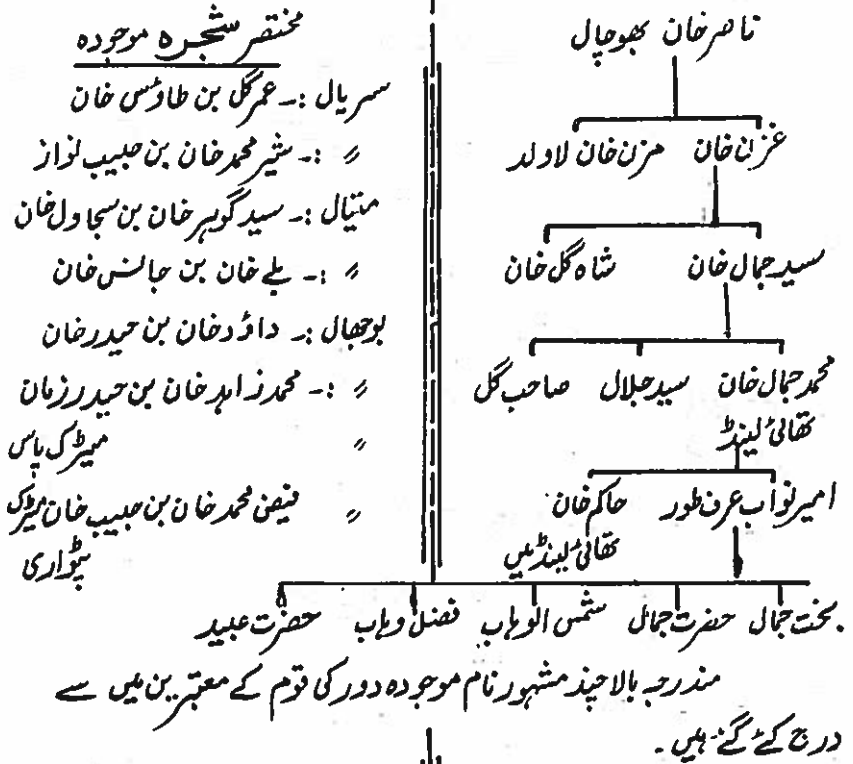 ناصر خان بھوجال
غزن خان مزن خان لاولد
سید جمال خان شاہ گل خان
محمد جمال خان سید جلال صاحب گل
تھائی لینڈ
امیر نواب عرف طور حاکم خان
تھائی لینڈ میں
مختصر شجرہ موجودہ
سریال :۔ عمر گل بن طاؤس خان
〃 :۔ شیر محمد خان بن حبیب نواز
متیال :۔ سید گوہر خان بن سجاول خان
〃 :۔ بلے خان بن جانس خان
بوجھال :۔ داؤد خان بن حیدر خان
〃 :۔ محمد زاہد خان بن حیدر زمان
〃 میٹرک پاس
〃 فیض محمد خان بن حبیب خان میٹرک
پٹواری
بخت جمال حضرت جمال شمس الوہاب فضل وہاب حضرت عبید
مندرجہ بالا چند مشہور نام موجودہ دور کی قوم کے معتبرین میں سے
درج کئے گئے ہیں۔